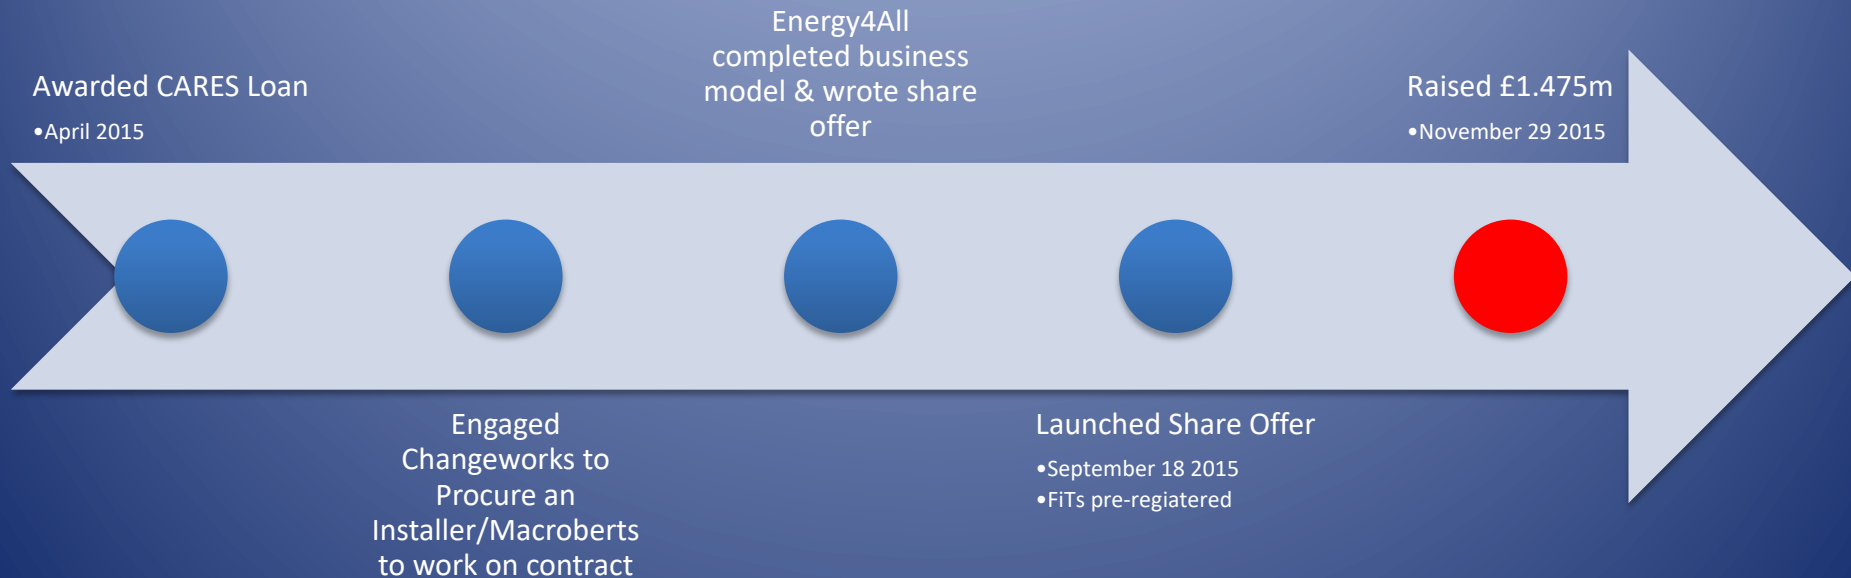 Awarded CARES Loan
•April 2015
Engaged
Changeworks to
Procure an
Installer/Macroberts
to work on contract
Energy4All
completed business
model & wrote share
offer
Launched Share Offer
•September 18 2015
•FiTs pre-regiatered
Raised £1.475m
•November 29 2015